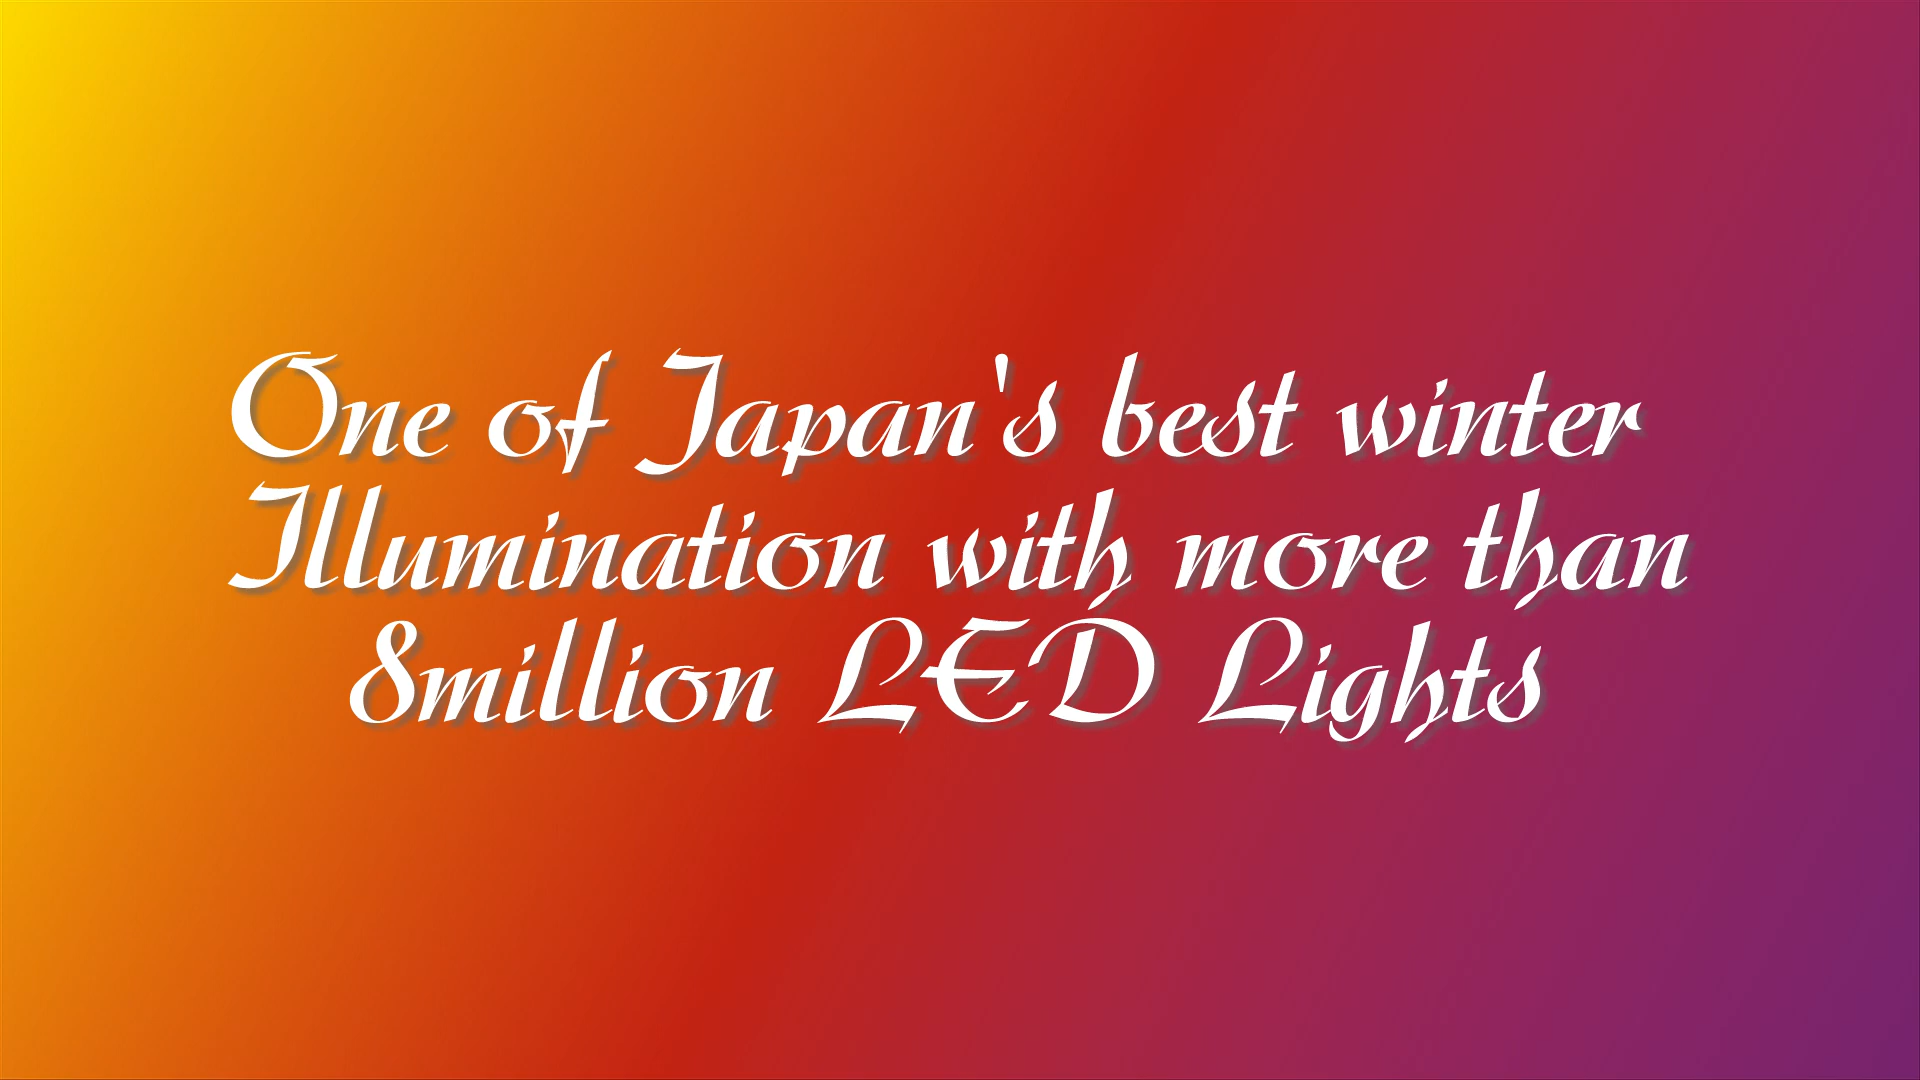 One of Japan's best winter
Illumination with more than
8million LED Lights